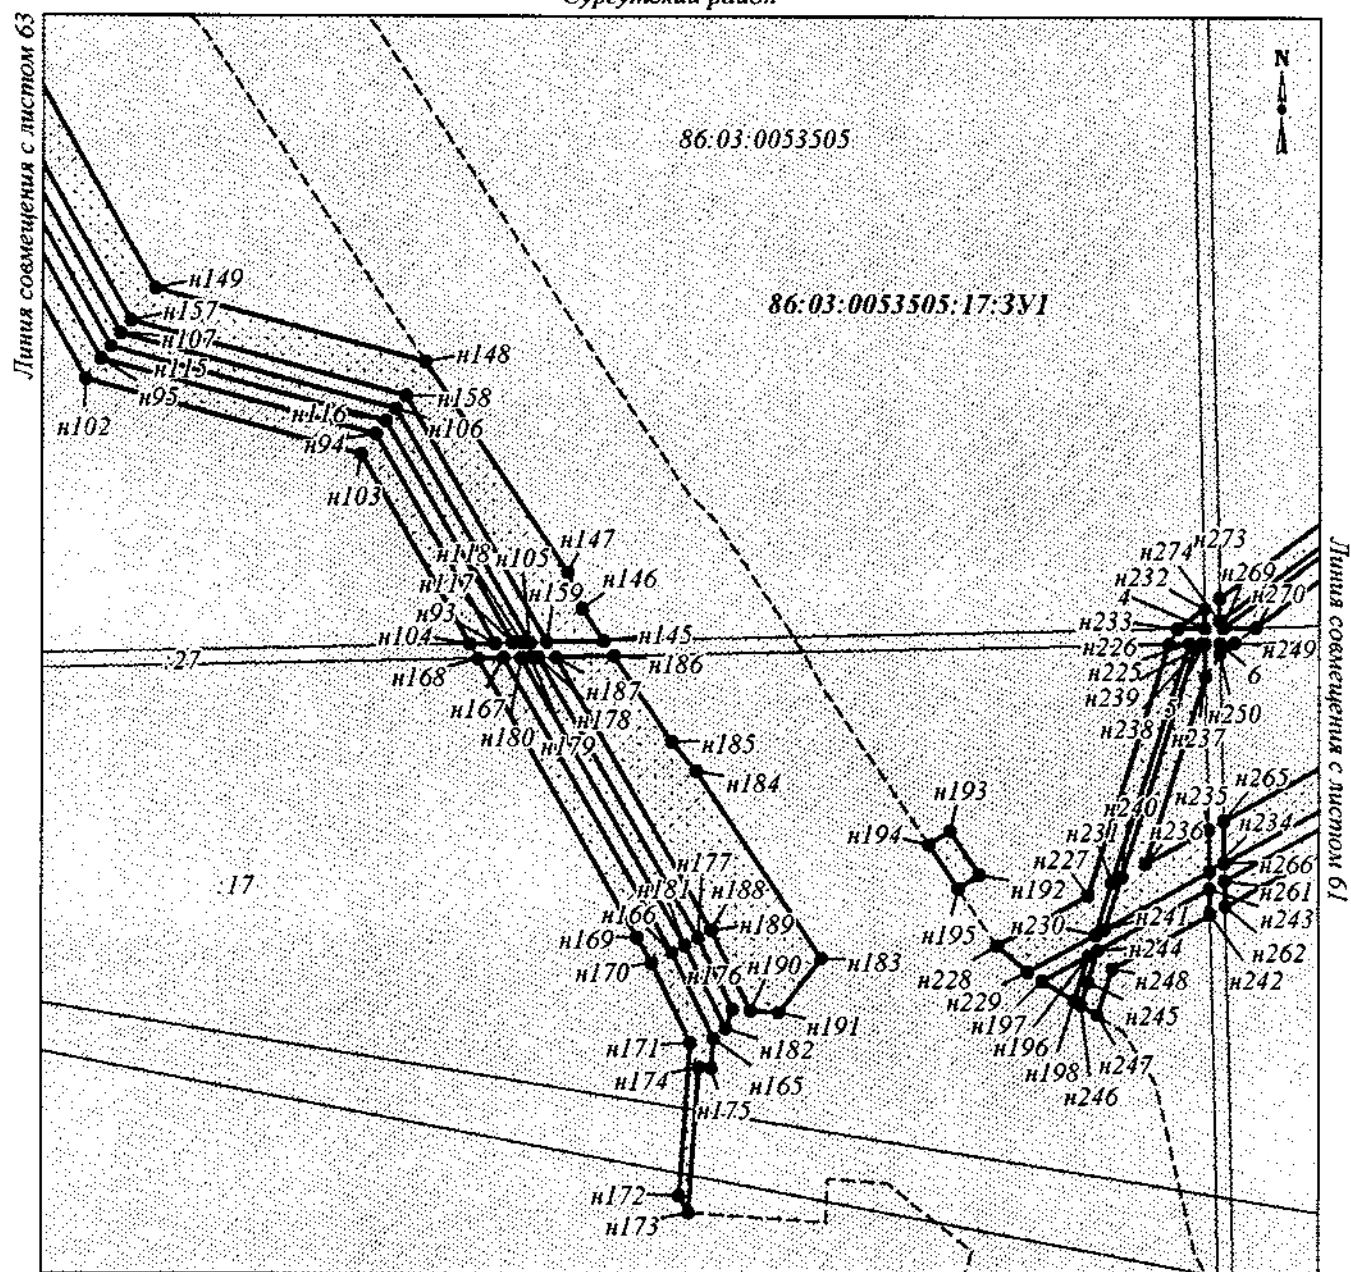 Сургутский район
Линия совмещения с листом 63
N
86:03:0053505
86:03:0053505:17:ЗУ1
н149
н157
н107
н148
н115
н158
н95
н116
н106
н102
н94
н103
н147
н118
н105
н146
н117
н159
н93
н104
н145
:27
н168
н186
н187
н167
н178
н180
н179
н185
н184
н273
н274
н269
н232
н270
4
н233
н226
н249
н225
6
н239
5
н250
н238
н237
Линия совмещения с листом 61
н265
н235
н240
н193
н234
н231
н236
н194
н227
н266
н192
н261
н195
н230
н241
н243
н244
н262
н228
н248
н242
н229
н245
н197
н196
н247
н198
н246
:17
н177
н188
н181
н166
н189
н169
н190
н183
н176
н170
н191
н171
н182
н174
н165
н175
н172
н173